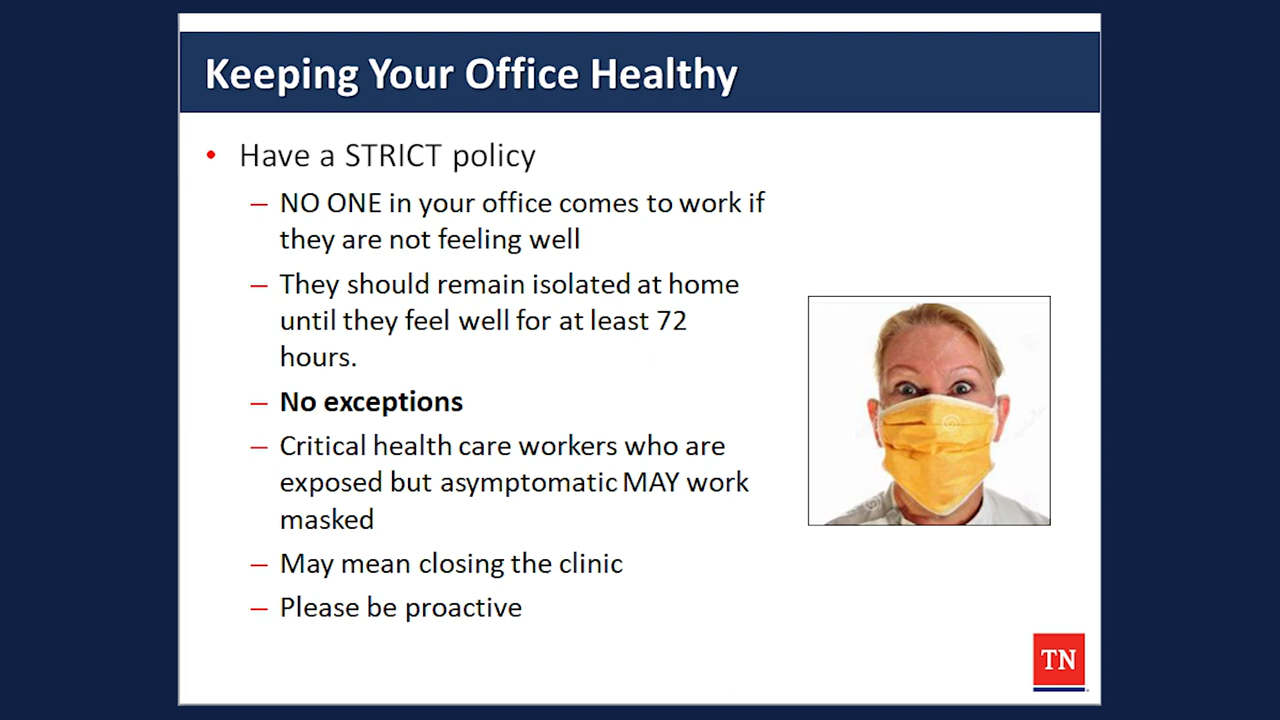 Keeping Your Office Healthy
• Have a STRICT policy
– NO ONE in your office comes to work if
they are not feeling well
– They should remain isolated at home
until they feel well for at least 72
hours.
– No exceptions
– Critical health care workers who are
exposed but asymptomatic MAY work
masked
– May mean closing the clinic
– Please be proactive
TN